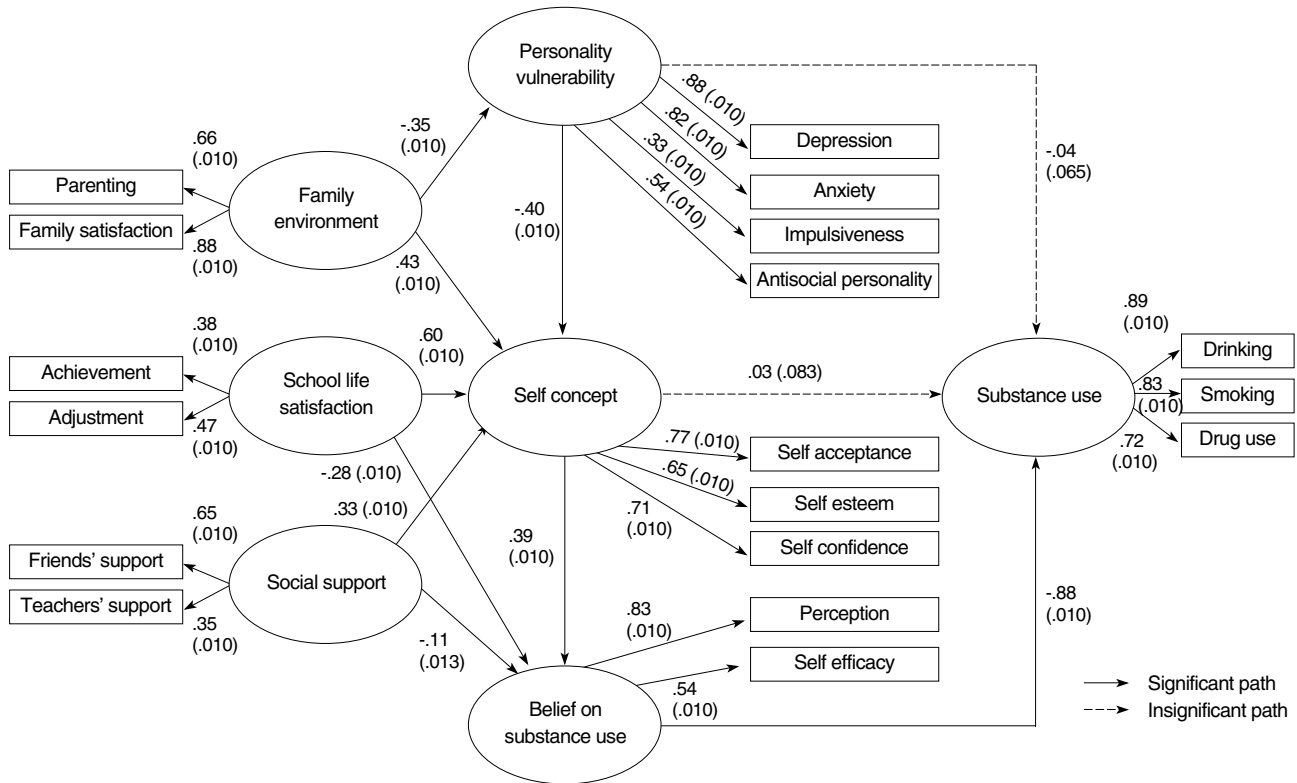 Personality
vulnerability
.88 (.010)
.82 (.010)
.33 (.010)
.54 (.010)
Depression
Anxiety
Impulsiveness
Antisocial personality
-.04
(.065)
-.35
(.010)
.66
(.010)
Parenting
Family satisfaction
.88
(.010)
Family
environment
.43
(.010)
-.40
(.010)
.38
(.010)
Achievement
Adjustment
.47
(.010)
School life
satisfaction
.60
(.010)
Self concept
.03 (.083)
Substance use
.89
(.010)
Drinking
.83
(.010)
Smoking
Drug use
.72
(.010)
-.28 (.010)
.33 (.010)
.77 (.010)
Self acceptance
.65 (.010)
Self esteem
.71
(.010)
Self confidence
.65
(.010)
Friends’ support
Teachers’ support
.35
(.010)
Social support
-.11
(.013)
.39
(.010)
.83
(.010)
Perception
Self efficacy
.54
(.010)
Belief on
substance use
-.88
(.010)
Significant path
Insignificant path